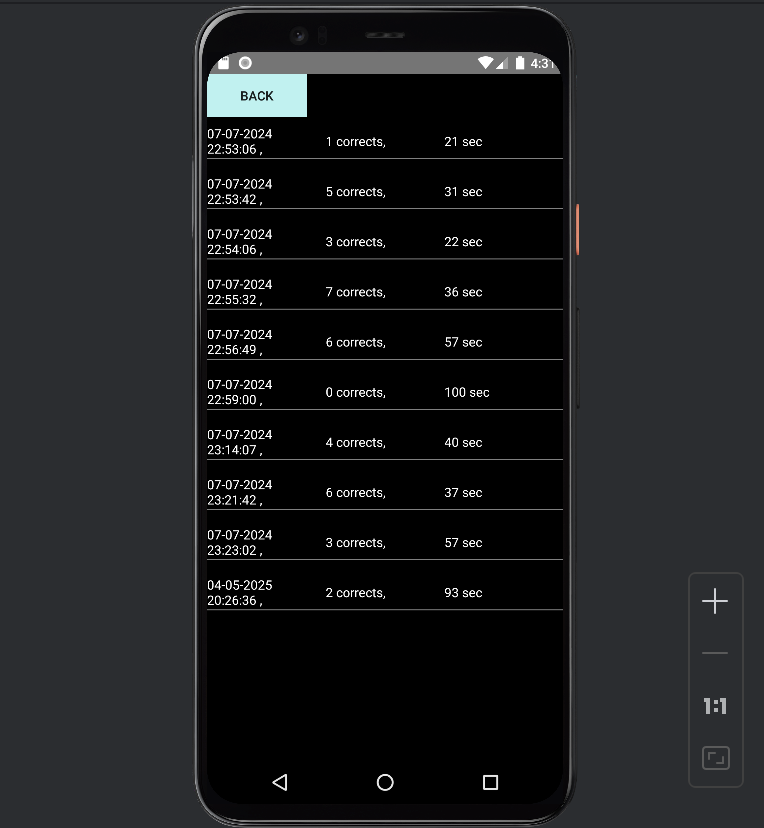 4:31
BACK
07-07-2024
22:53:06 ,
1 corrects,
21 sec
07-07-2024
22:53:42 ,
5 corrects,
31 sec
07-07-2024
22:54:06 ,
3 corrects,
22 sec
07-07-2024
22:55:32 ,
7 corrects,
36 sec
07-07-2024
22:56:49 ,
6 corrects,
57 sec
07-07-2024
22:59:00 ,
0 corrects,
100 sec
07-07-2024
23:14:07 ,
4 corrects,
40 sec
07-07-2024
23:21:42 ,
6 corrects,
37 sec
07-07-2024
23:23:02 ,
3 corrects,
57 sec
04-05-2025
20:26:36 ,
2 corrects,
93 sec
1:1